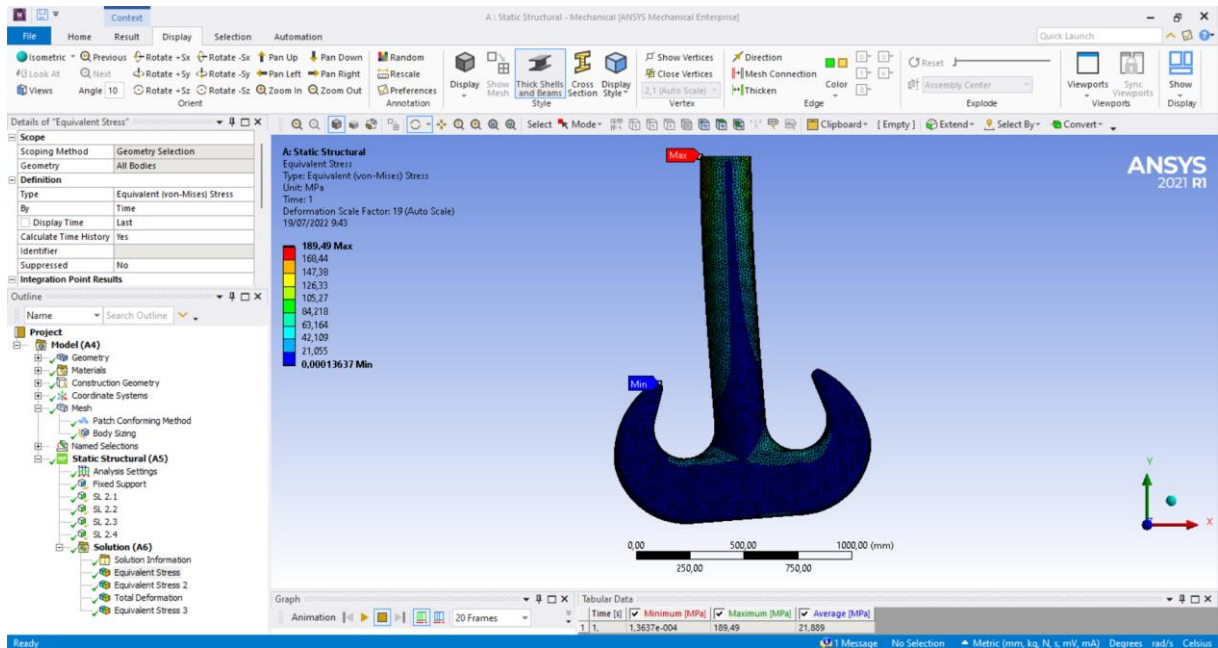 Context
A : Static Structural - Mechanical [ANSYS Mechanical Enterprise]
File Home Result Display Selection Automation
Quick Launch
Isometric Previous Rotate +Sx Rotate -Sx Pan Up Pan Down
Look At Next Rotate +Sy Rotate -Sy Pan Left Pan Right
Views Angle 10 Rotate +Sz Rotate -Sz Zoom In Zoom Out
Orient
Random
Rescale
Preferences
Annotation
Display Show Mesh Thick Shells and Beams Cross Section Display Style
Style
Show Vertices
Close Vertices
2,1 (Auto Scale)
Vertex
Direction
Mesh Connection
Thicken
Color
Edge
Reset
Assembly Center
Explode
Viewports Sync Viewports
Viewports
Show
Display
Details of "Equivalent Stress"
Scope
Scoping Method Geometry Selection
Geometry All Bodies
Definition
Type Equivalent (von-Mises) Stress
By Time
Display Time Last
Calculate Time History Yes
Identifier
Suppressed No
Integration Point Results
Outline
Name Search Outline
Project
Model (A4)
Geometry
Materials
Construction Geometry
Coordinate Systems
Mesh
Patch Conforming Method
Body Sizing
Named Selections
Static Structural (A5)
Analysis Settings
Fixed Support
SL 2.1
SL 2.2
SL 2.3
SL 2.4
Solution (A6)
Solution Information
Equivalent Stress
Equivalent Stress 2
Total Deformation
Equivalent Stress 3
Select Mode Clipboard [ Empty ] Extend Select By Convert
A: Static Structural
Equivalent Stress
Type: Equivalent (von-Mises) Stress
Unit: MPa
Time: 1
Deformation Scale Factor: 19 (Auto Scale)
19/07/2022 9:43
189,49 Max
168,44
147,38
126,33
105,27
84,218
63,164
42,109
21,055
0,00013637 Min
Max
Min
ANSYS
2021 R1
Y
X
0,00 500,00 1000,00 (mm)
250,00 750,00
Graph
Animation 20 Frames
Tabular Data
Time [s] Minimum [MPa] Maximum [MPa] Average [MPa]
1 1, 1,3637e-004 189,49 21,889
Ready
1 Message No Selection Metric (mm, kg, N, s, mV, mA) Degrees rad/s Celsius